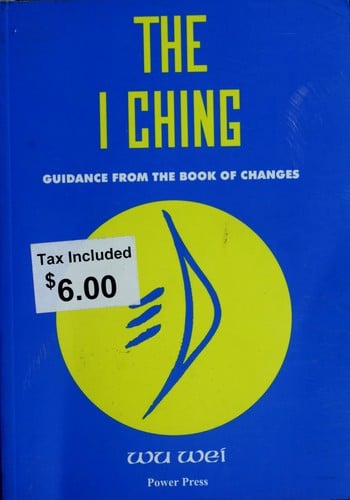 THE
I CHING
GUIDANCE FROM THE BOOK OF CHANGES
Tax Included
$6.00
wu wei
Power Press